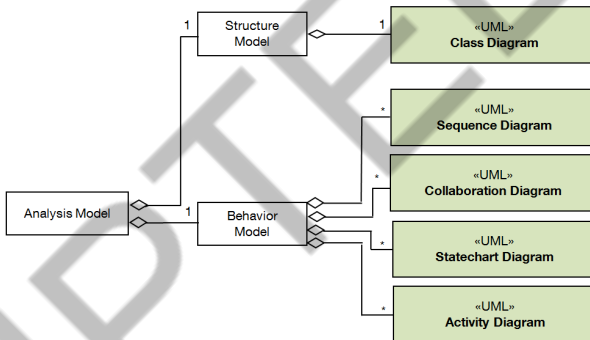 1
Structure
Model
1
«UML»
Class Diagram
*
«UML»
Sequence Diagram
*
«UML»
Collaboration Diagram
Analysis Model
1
Behavior
Model
*
«UML»
Statechart Diagram
*
«UML»
Activity Diagram